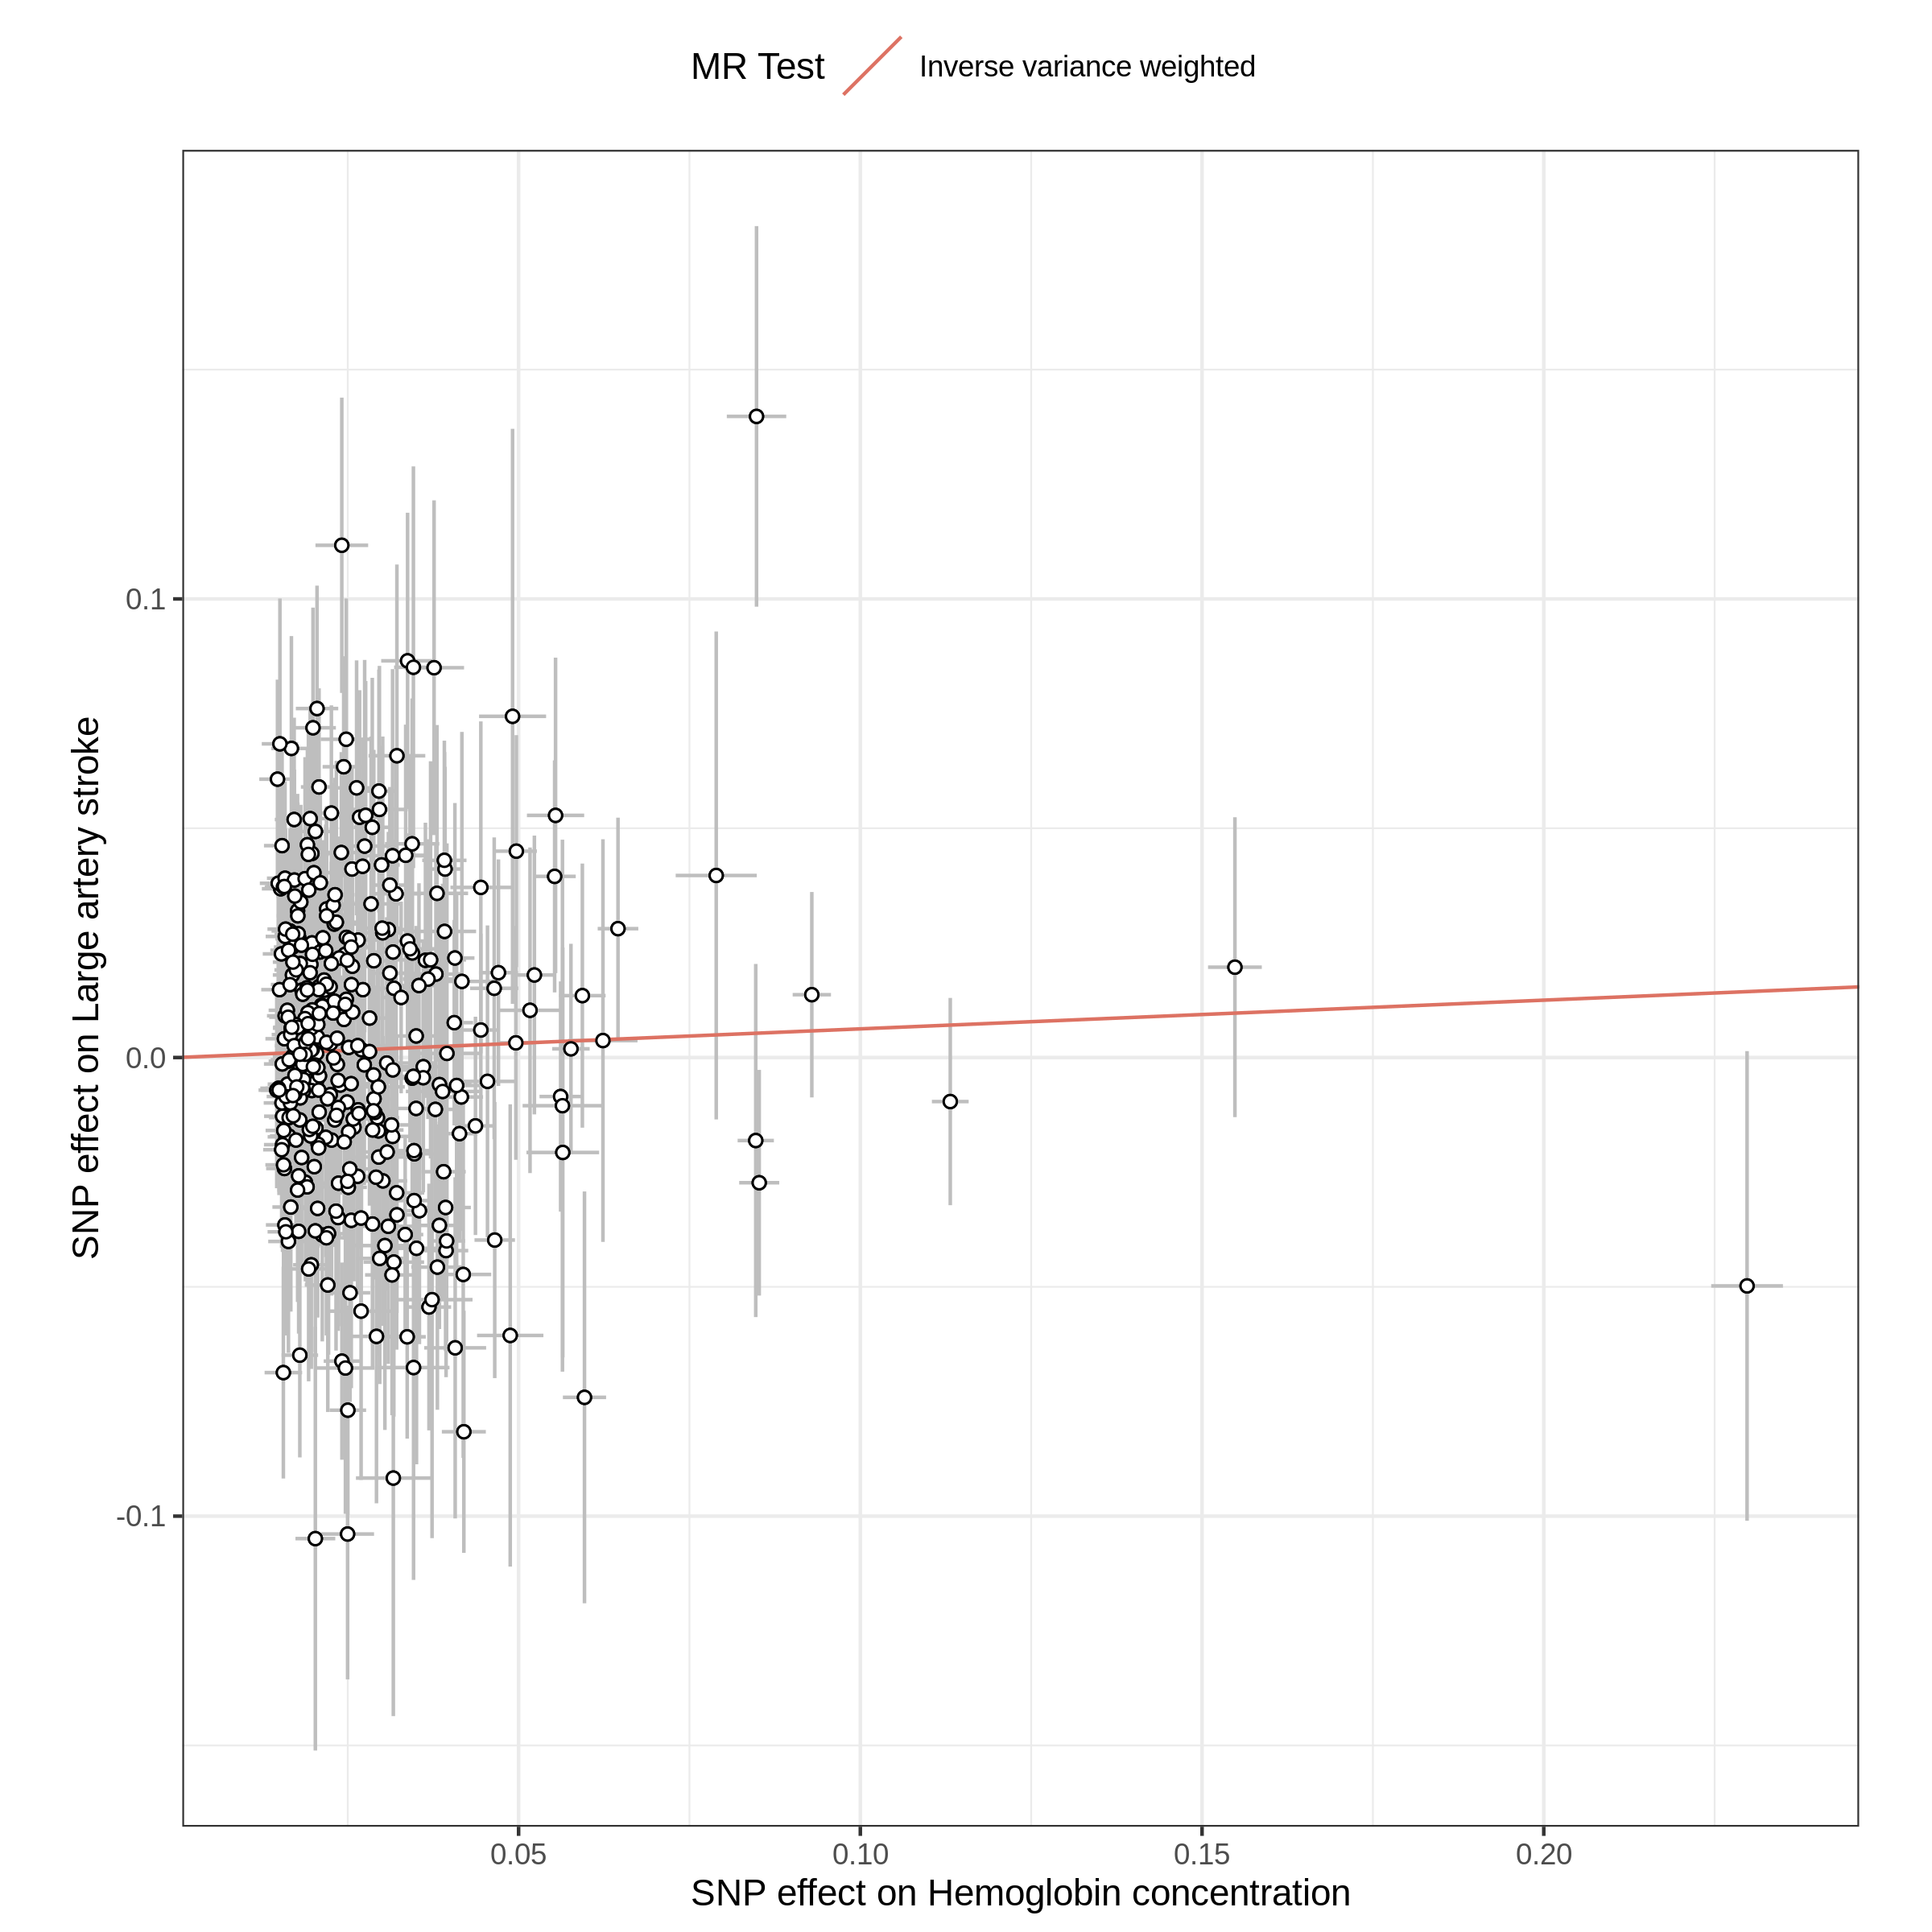 MR Test Inverse variance weighted
SNP effect on Large artery stroke
0.1
0.0
-0.1
0.05 0.10 0.15 0.20
SNP effect on Hemoglobin concentration